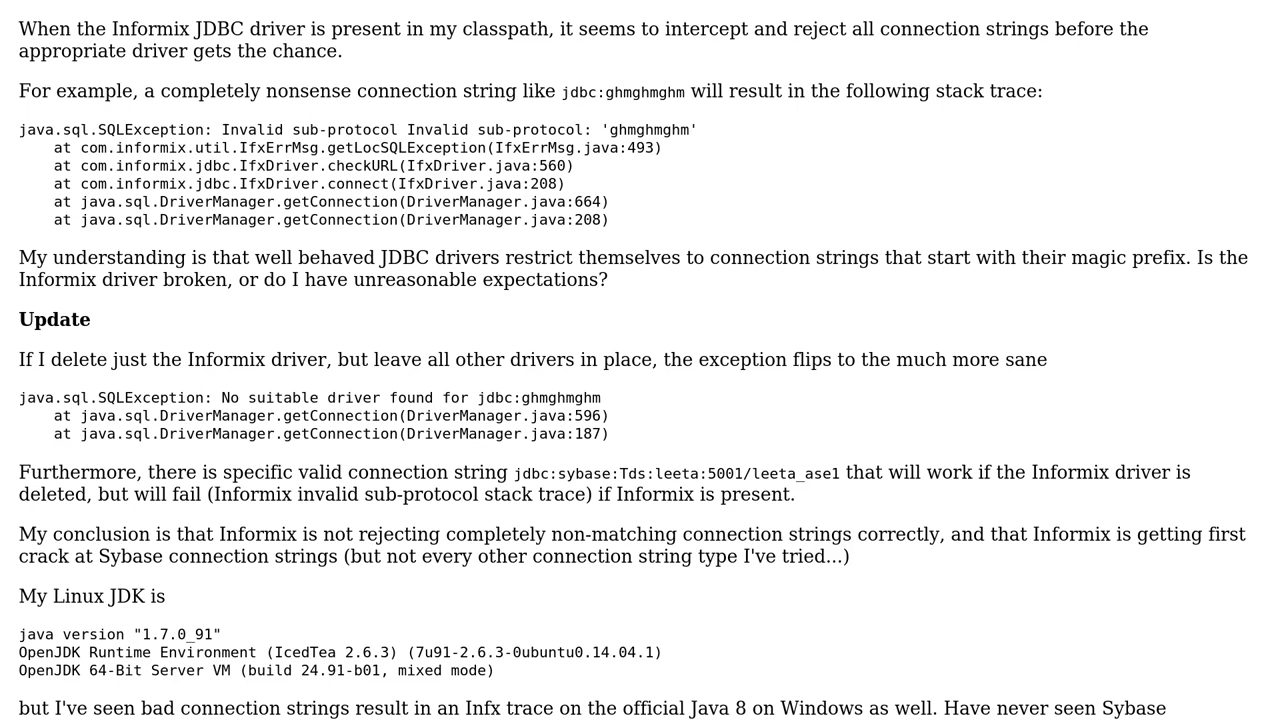 When the Informix JDBC driver is present in my classpath, it seems to intercept and reject all connection strings before the
appropriate driver gets the chance.
For example, a completely nonsense connection string like jdbc:ghmghmghm will result in the following stack trace:
java.sql.SQLException: Invalid sub-protocol Invalid sub-protocol: 'ghmghmghm'
    at com.informix.util.IfxErrMsg.getLocSQLException(IfxErrMsg.java:493)
    at com.informix.jdbc.IfxDriver.checkURL(IfxDriver.java:560)
    at com.informix.jdbc.IfxDriver.connect(IfxDriver.java:208)
    at java.sql.DriverManager.getConnection(DriverManager.java:664)
    at java.sql.DriverManager.getConnection(DriverManager.java:208)
My understanding is that well behaved JDBC drivers restrict themselves to connection strings that start with their magic prefix. Is the
Informix driver broken, or do I have unreasonable expectations?
Update
If I delete just the Informix driver, but leave all other drivers in place, the exception flips to the much more sane
java.sql.SQLException: No suitable driver found for jdbc:ghmghmghm
    at java.sql.DriverManager.getConnection(DriverManager.java:596)
    at java.sql.DriverManager.getConnection(DriverManager.java:187)
Furthermore, there is specific valid connection string jdbc:sybase:Tds:leeta:5001/leeta_ase1 that will work if the Informix driver is
deleted, but will fail (Informix invalid sub-protocol stack trace) if Informix is present.
My conclusion is that Informix is not rejecting completely non-matching connection strings correctly, and that Informix is getting first
crack at Sybase connection strings (but not every other connection string type I've tried...)
My Linux JDK is
java version "1.7.0_91"
OpenJDK Runtime Environment (IcedTea 2.6.3) (7u91-2.6.3-0ubuntu0.14.04.1)
OpenJDK 64-Bit Server VM (build 24.91-b01, mixed mode)
but I've seen bad connection strings result in an Infx trace on the official Java 8 on Windows as well. Have never seen Sybase